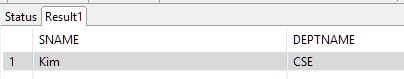 Status Result1
SNAME DEPTNAME
1 Kim CSE